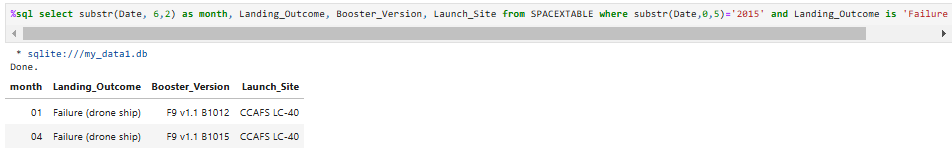 %sql select substr(Date, 6,2) as month, Landing_Outcome, Booster_Version, Launch_Site from SPACEXTABLE where substr(Date,0,5)='2015' and Landing_Outcome is 'Failure
* sqlite:///my_data1.db
Done.
month Landing_Outcome Booster_Version Launch_Site
01 Failure (drone ship) F9 v1.1 B1012 CCAFS LC-40
04 Failure (drone ship) F9 v1.1 B1015 CCAFS LC-40